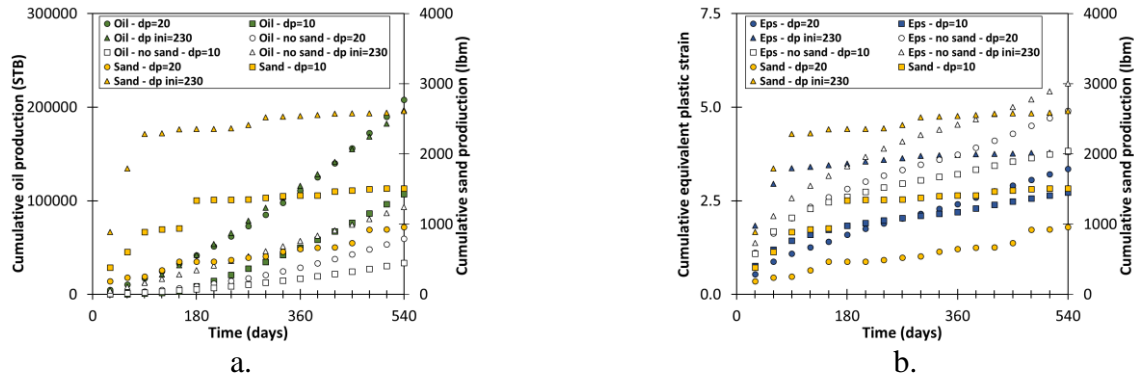 300000
200000
100000
0
Cumulative oil production (STB)
Oil - dp=20
Oil - dp=10
Oil - dp ini=230
Oil - no sand - dp=20
Oil - no sand - dp=10
Oil - no sand - dp ini=230
Sand - dp=20
Sand - dp=10
Sand - dp ini=230
4000
3000
2000
1000
0
Cumulative sand prodiuction (lbm)
0 180 360 540
Time (days)
a.
7.5
5.0
2.5
0.0
Cumulative equivalent plastic strain
Eps - dp=20
Eps - dp=10
Eps - dp ini=230
Eps - no sand - dp=20
Eps - no sand - dp=10
Eps - no sand - dp ini=230
Sand - dp=20
Sand - dp=10
Sand - dp ini=230
4000
3000
2000
1000
0
Cumulative sand prodiuction (lbm)
0 180 360 540
Time (days)
b.